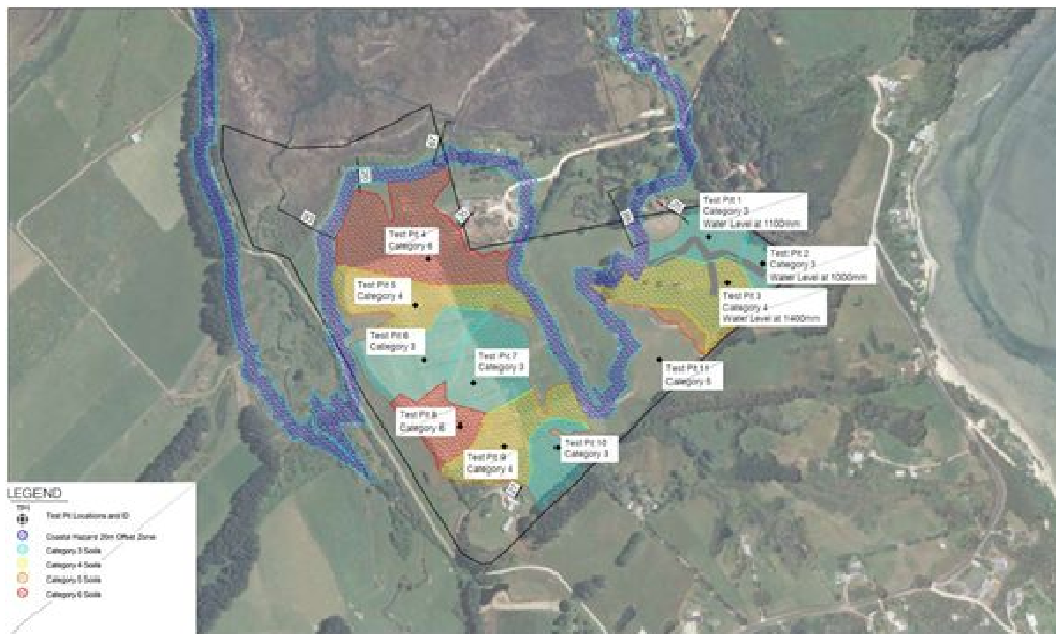 Test Pit 1
Category 3
Water Level at 1100mm
Test Pit 2
Category 3
Water Level at 1000mm
Test Pit 3
Category 4
Water Level at 1400mm
Test Pit 4
Category 6
Test Pit 5
Category 4
Test Pit 6
Category 3
Test Pit 7
Category 3
Test Pit 8
Category 6
Test Pit 9
Category 4
Test Pit 10
Category 3
Test Pit 11
Category 5
LEGEND
Test Pit Locations and ID
Coastal Hazard 20m Offset Zone
Category 3 Soils
Category 4 Soils
Category 5 Soils
Category 6 Soils